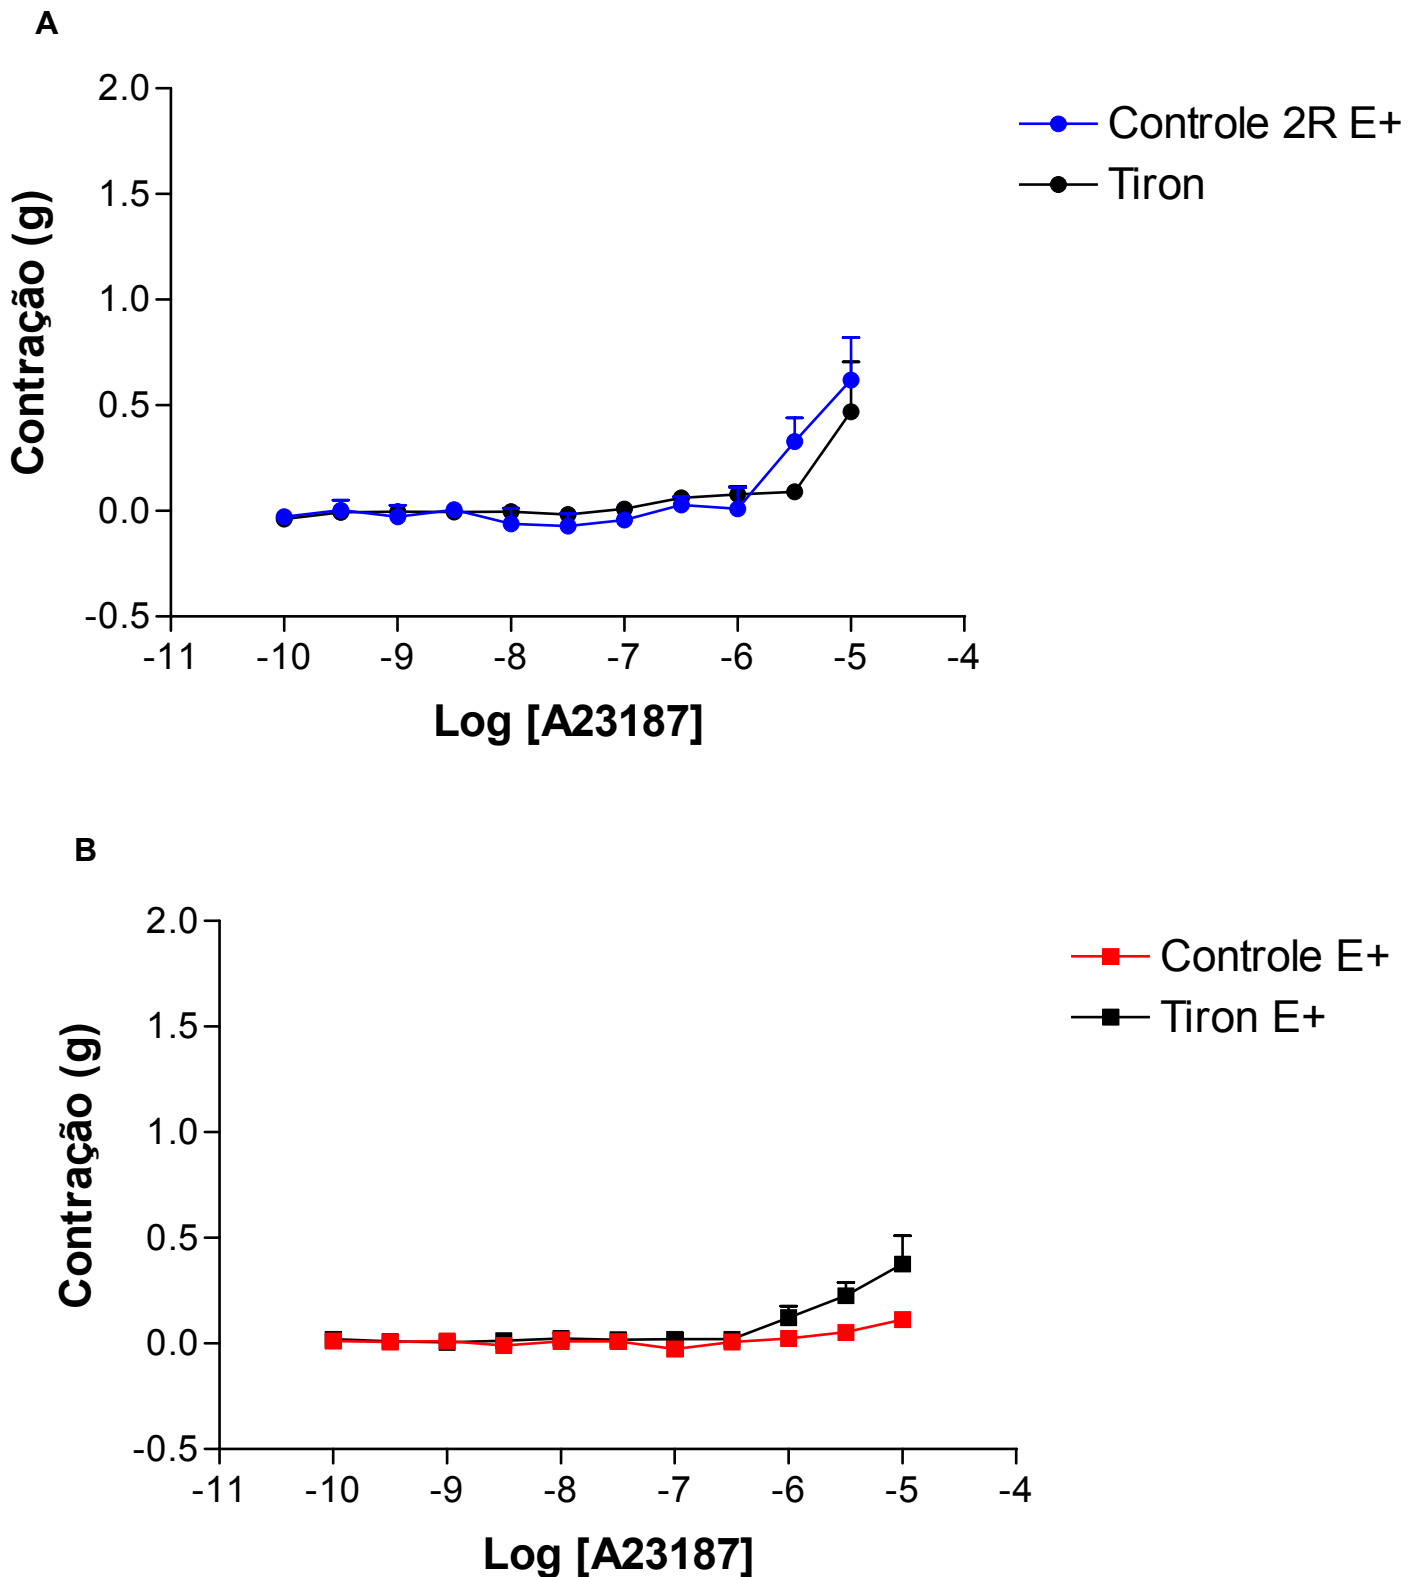 A
2.0
1.5
1.0
0.5
0.0
-0.5
Contração (g)
-11 -10 -9 -8 -7 -6 -5 -4
Log [A23187]
Controle 2R E+
Tiron
B
2.0
1.5
1.0
0.5
0.0
-0.5
Contração (g)
-11 -10 -9 -8 -7 -6 -5 -4
Log [A23187]
Controle E+
Tiron E+